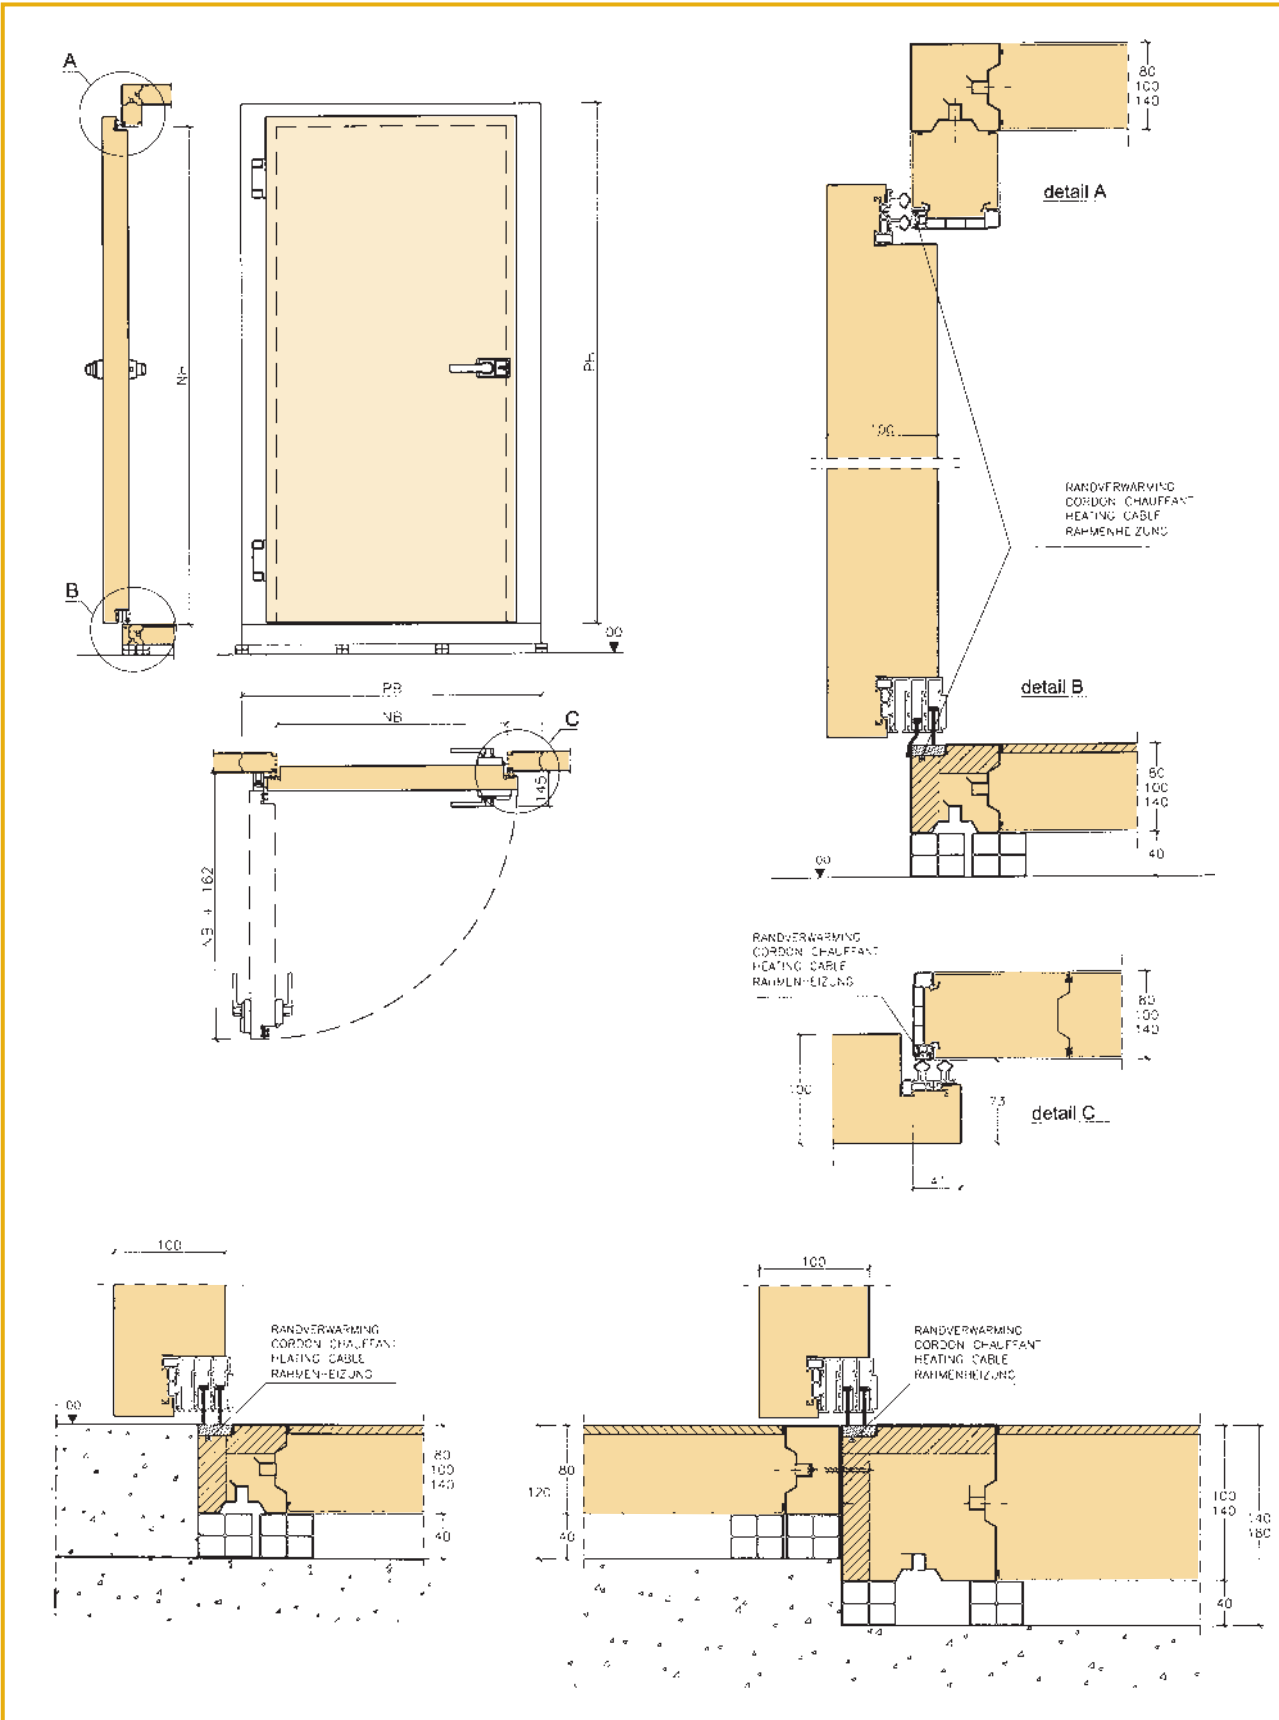 A
80
100
140
detail A
Nh
Ph
100
RANDVERWARMING
CORDON CHAUFFANT
HEATING CABLE
RAHMENHEIZUNG
B
00
PB
NB
C
detail B
145
80
100
140
40
00
NB + 162
RANDVERWARMING
CORDON CHAUFFANT
HEATING CABLE
RAHMENHEIZUNG
80
100
140
100
73
detail C
41
100
RANDVERWARMING
CORDON CHAUFFANT
HEATING CABLE
RAHMENHEIZUNG
00
80
100
140
40
100
RANDVERWARMING
CORDON CHAUFFANT
HEATING CABLE
RAHMENHEIZUNG
80
120
40
100
140
140
180
40